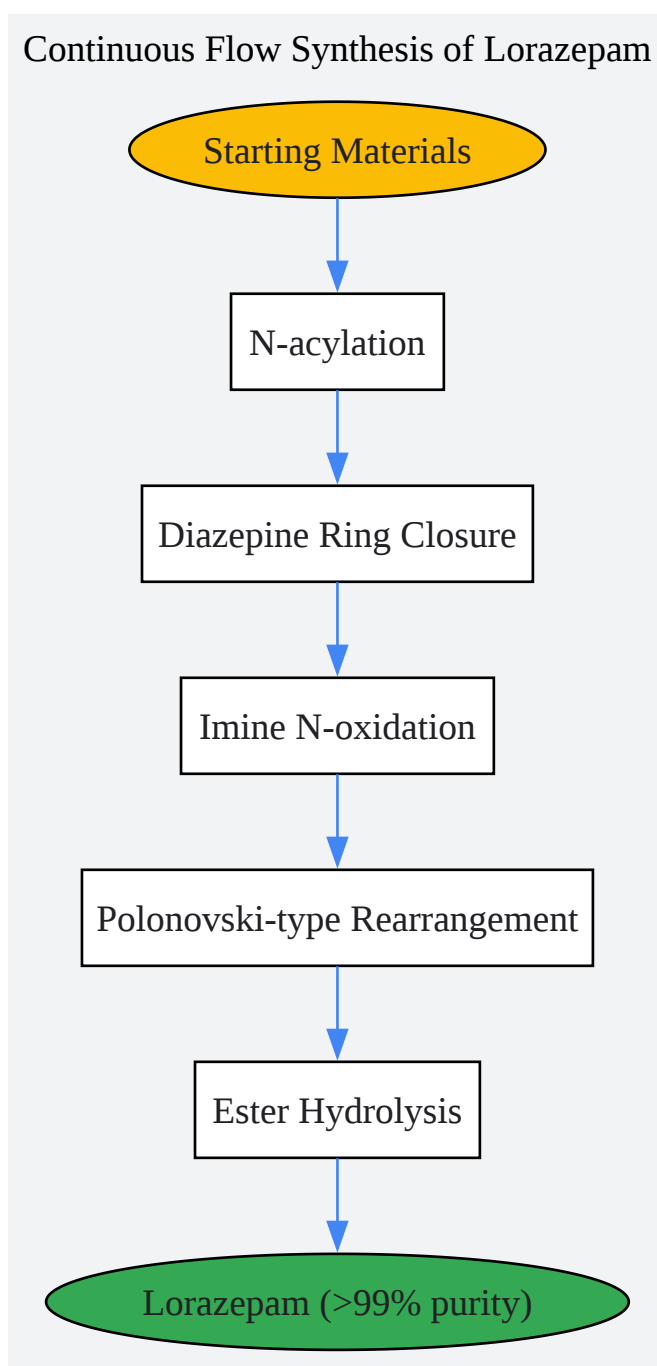 Continuous Flow Synthesis of Lorazepam
Starting Materials
N-acylation
Diazepine Ring Closure
Imine N-oxidation
Polonovski-type Rearrangement
Ester Hydrolysis
Lorazepam (>99% purity)